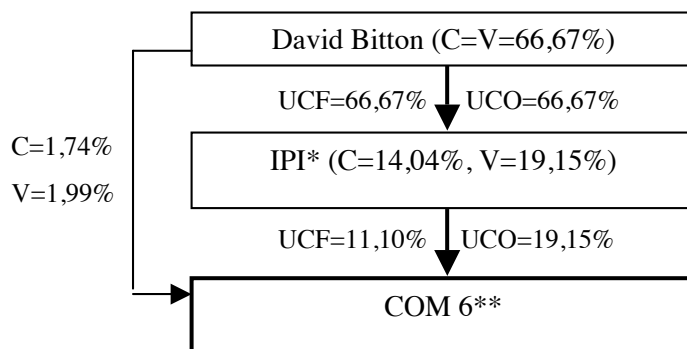 David Bitton (C=V=66,67%)
UCF=66,67% UCO=66,67%
C=1,74%
V=1,99%
IPI* (C=14,04%, V=19,15%)
UCF=11,10% UCO=19,15%
COM 6**